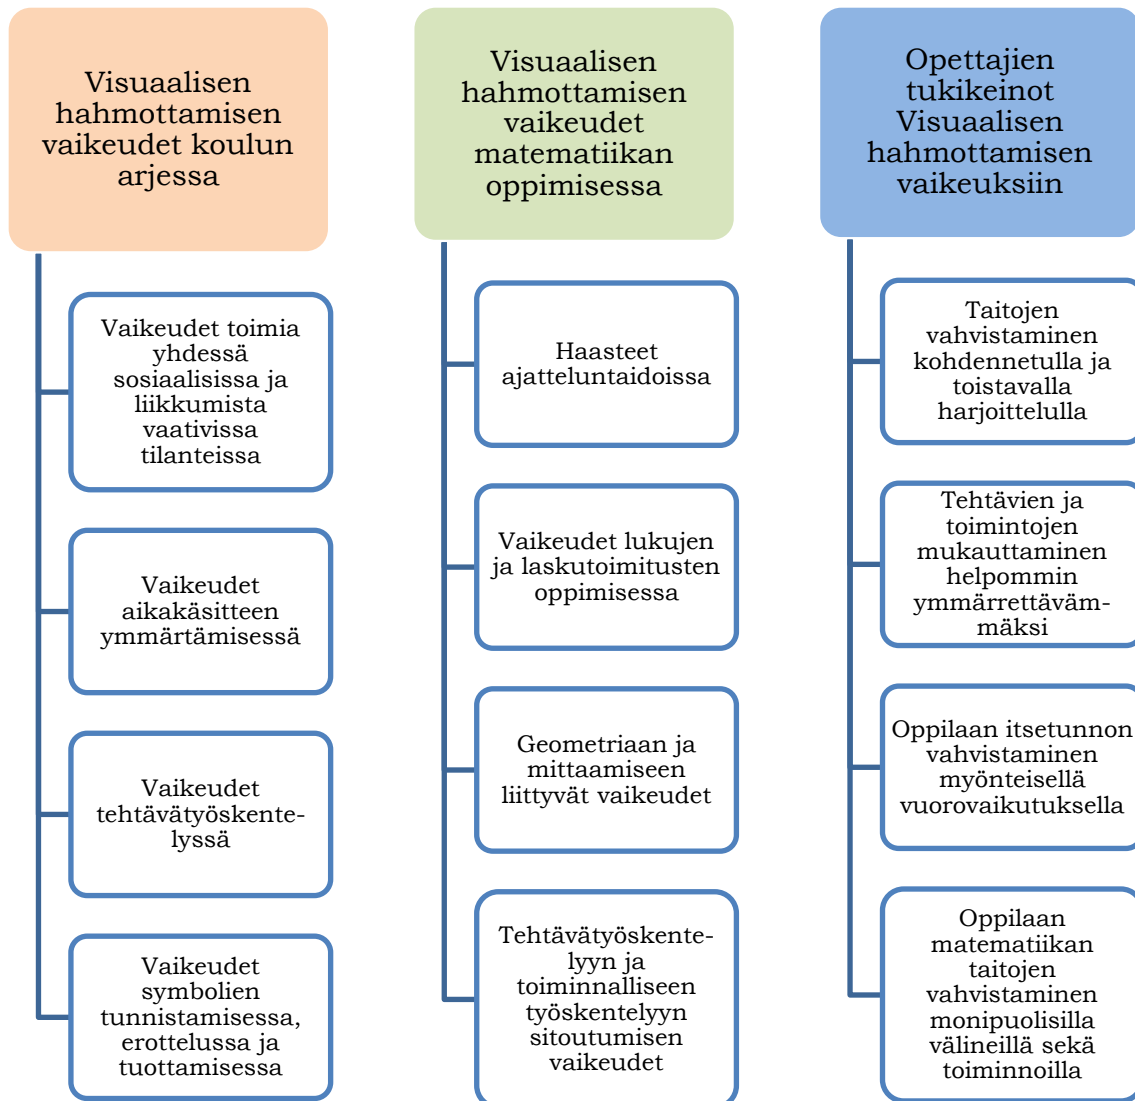 Visuaalisen
hahmottamisen
vaikeudet koulun
arjessa
Vaikeudet toimia
yhdessä
sosiaalisissa ja
liikkumista
vaativissa
tilanteissa
Vaikeudet
aikakäsitteen
ymmärtämisessä
Vaikeudet
tehtävätyöskente-
lyssä
Vaikeudet
symbolien
tunnistamisessa,
erottelussa ja
tuottamisessa
Visuaalisen
hahmottamisen
vaikeudet
matematiikan
oppimisessa
Haasteet
ajatteluntaidoissa
Vaikeudet lukujen
ja laskutoimitusten
oppimisessa
Geometriaan ja
mittaamiseen
liittyvät vaikeudet
Tehtävätyöskente-
lyyn ja
toiminnalliseen
työskentelyyn
sitoutumisen
vaikeudet
Opettajien
tukikeinot
Visuaalisen
hahmottamisen
vaikeuksiin
Taitojen
vahvistaminen
kohdennetulla ja
toistavalla
harjoittelulla
Tehtävien ja
toimintojen
mukauttaminen
helpommin
ymmärrettäväm-
mäksi
Oppilaan itsetunnon
vahvistaminen
myönteisellä
vuorovaikutuksella
Oppilaan
matematiikan
taitojen
vahvistaminen
monipuolisilla
välineillä sekä
toiminnoilla